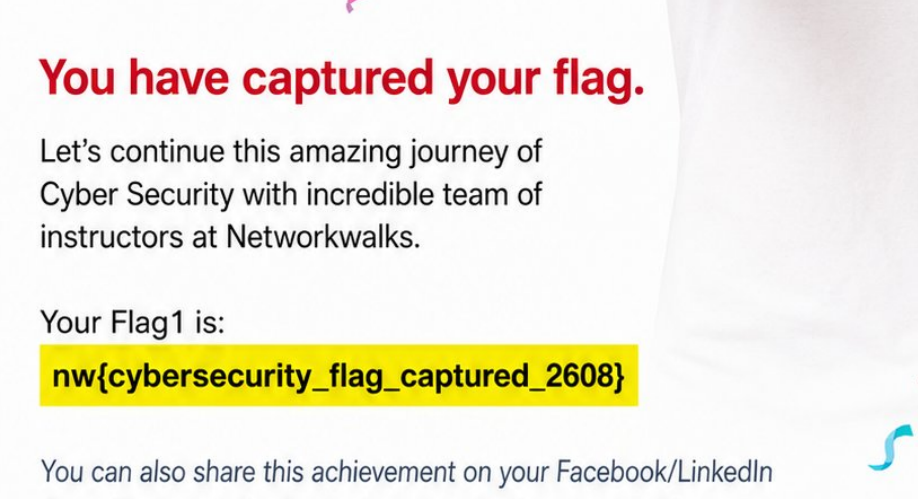 You have captured your flag.
Let's continue this amazing journey of
Cyber Security with incredible team of
instructors at Networkwalks.
Your Flag1 is:
nw{cybersecurity_flag_captured_2608}
You can also share this achievement on your Facebook/LinkedIn